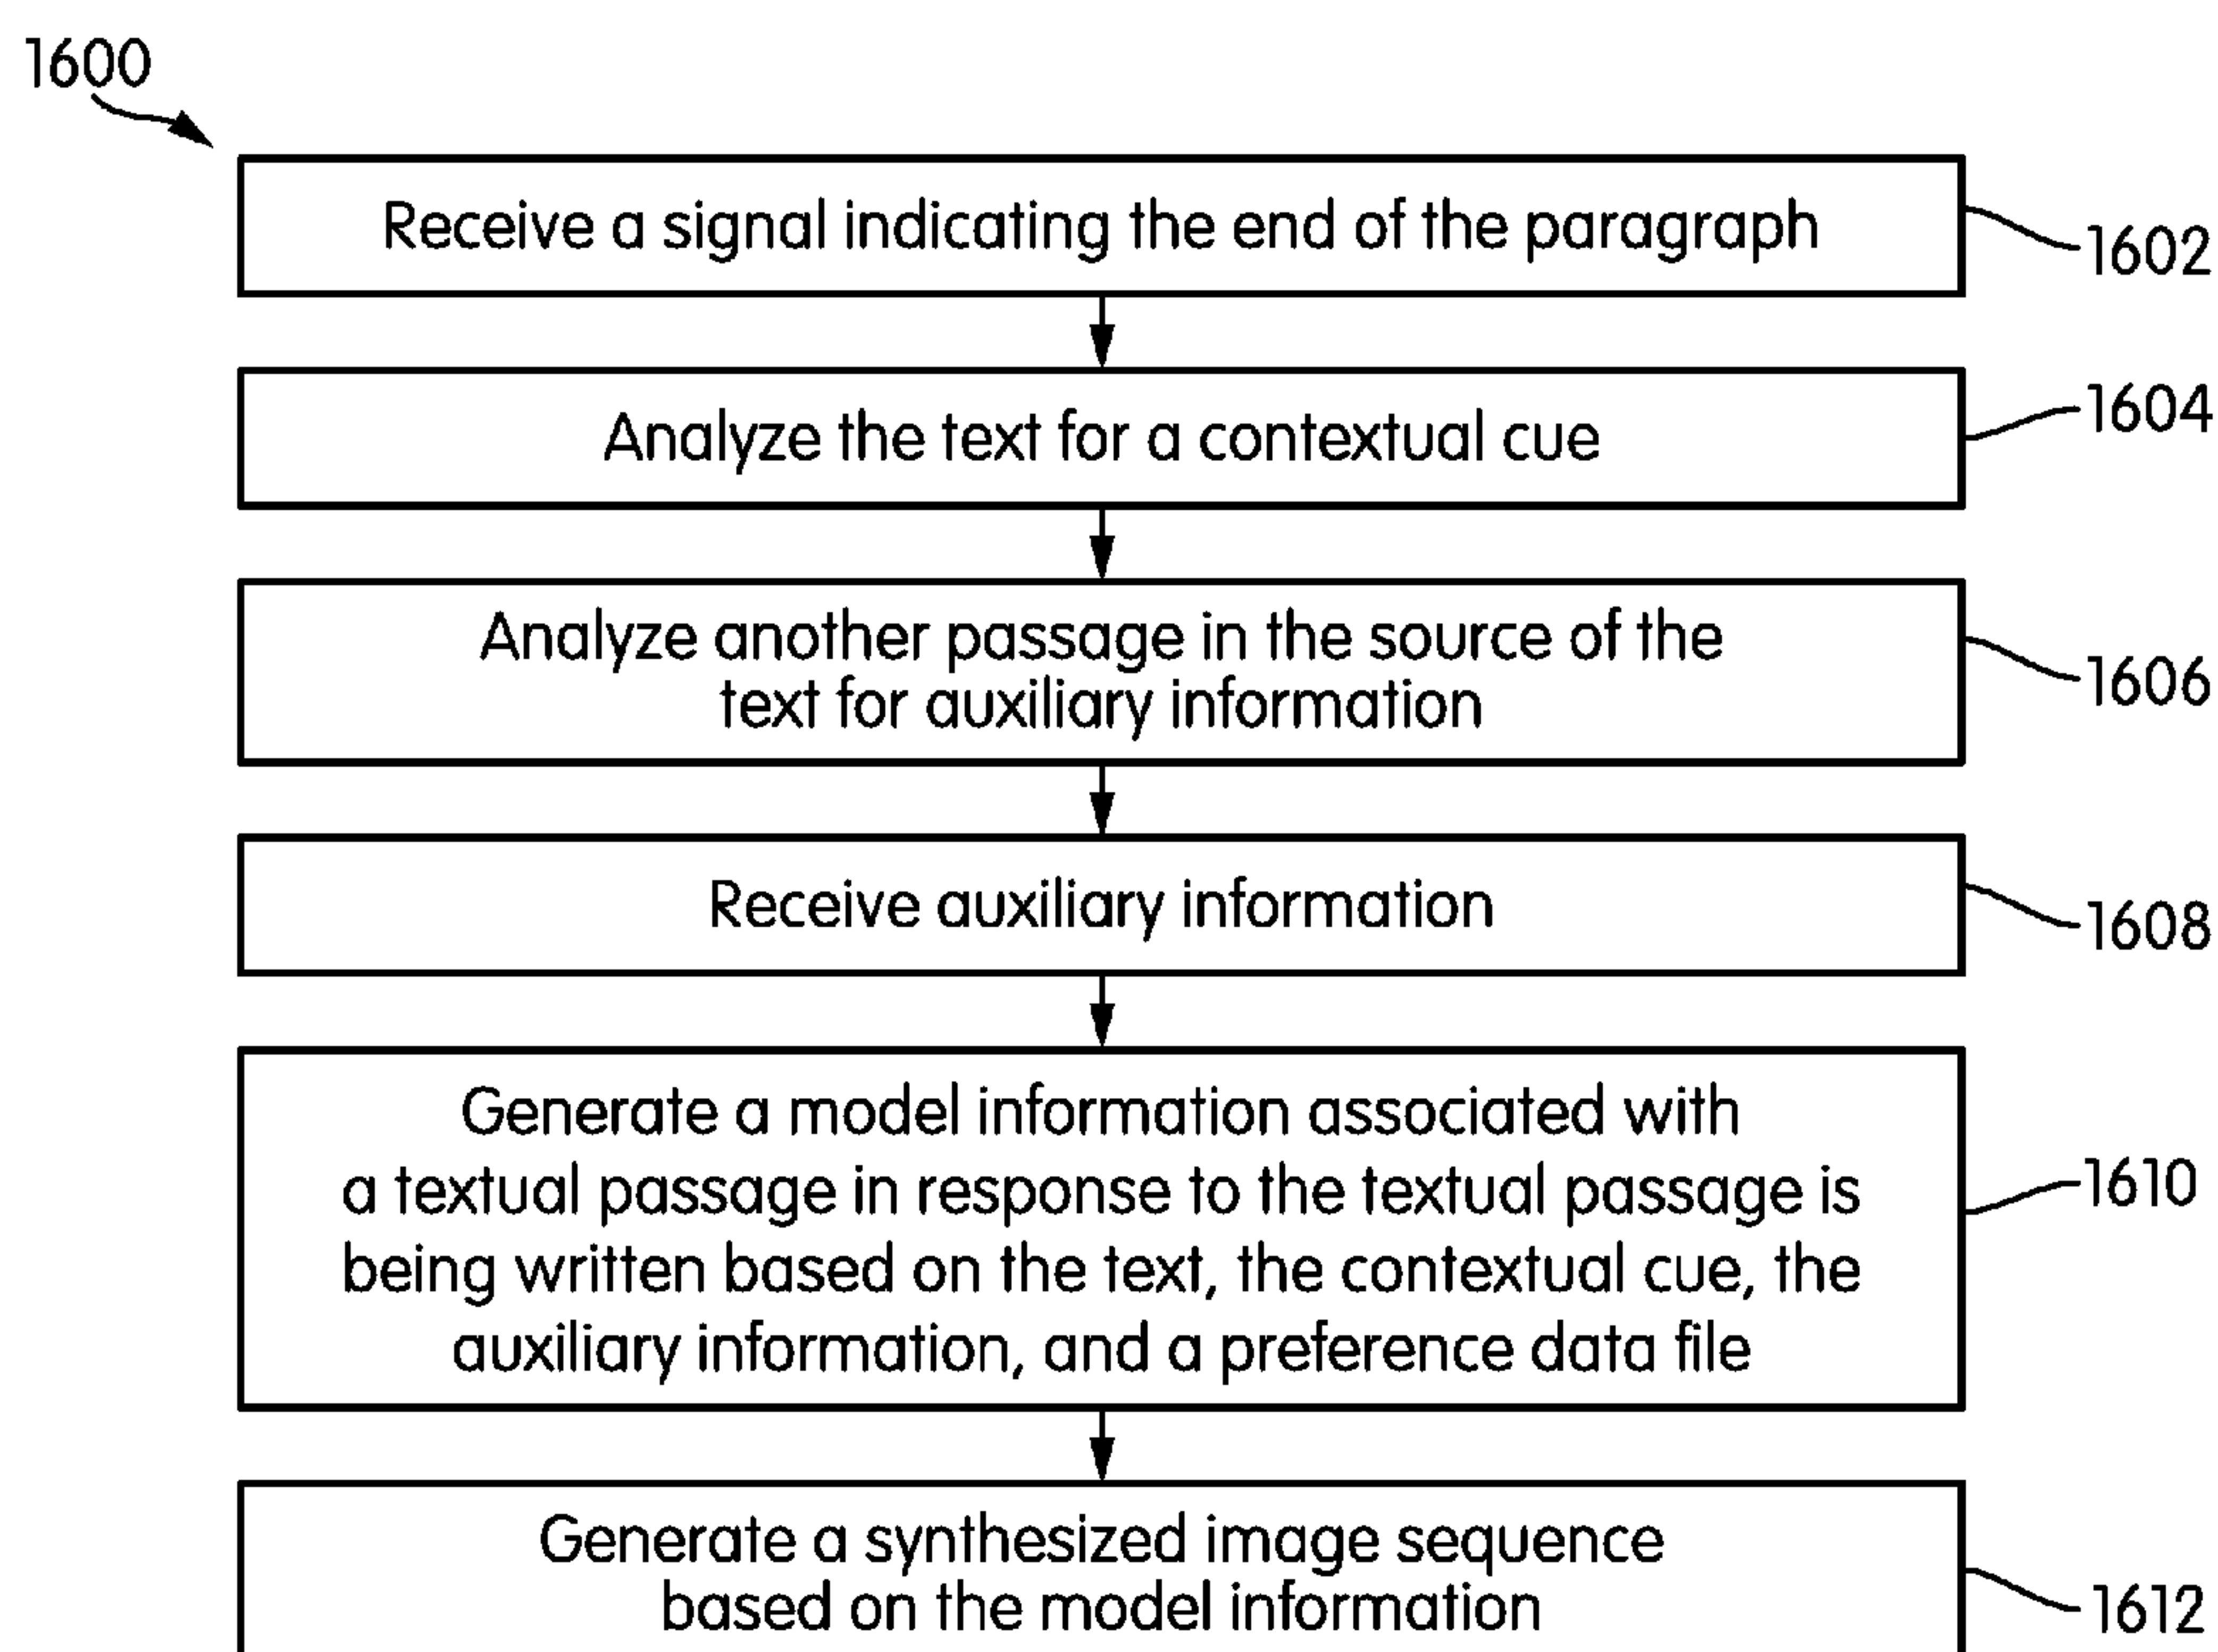 1600
Receive a signal indicating the end of the paragraph
1602
Analyze the text for a contextual cue
1604
Analyze another passage in the source of the
text for auxiliary information
1606
Receive auxiliary information
1608
Generate a model information associated with
a textual passage in response to the textual passage is
being written based on the text, the contextual cue, the
auxiliary information, and a preference data file
1610
Generate a synthesized image sequence
based on the model information
1612